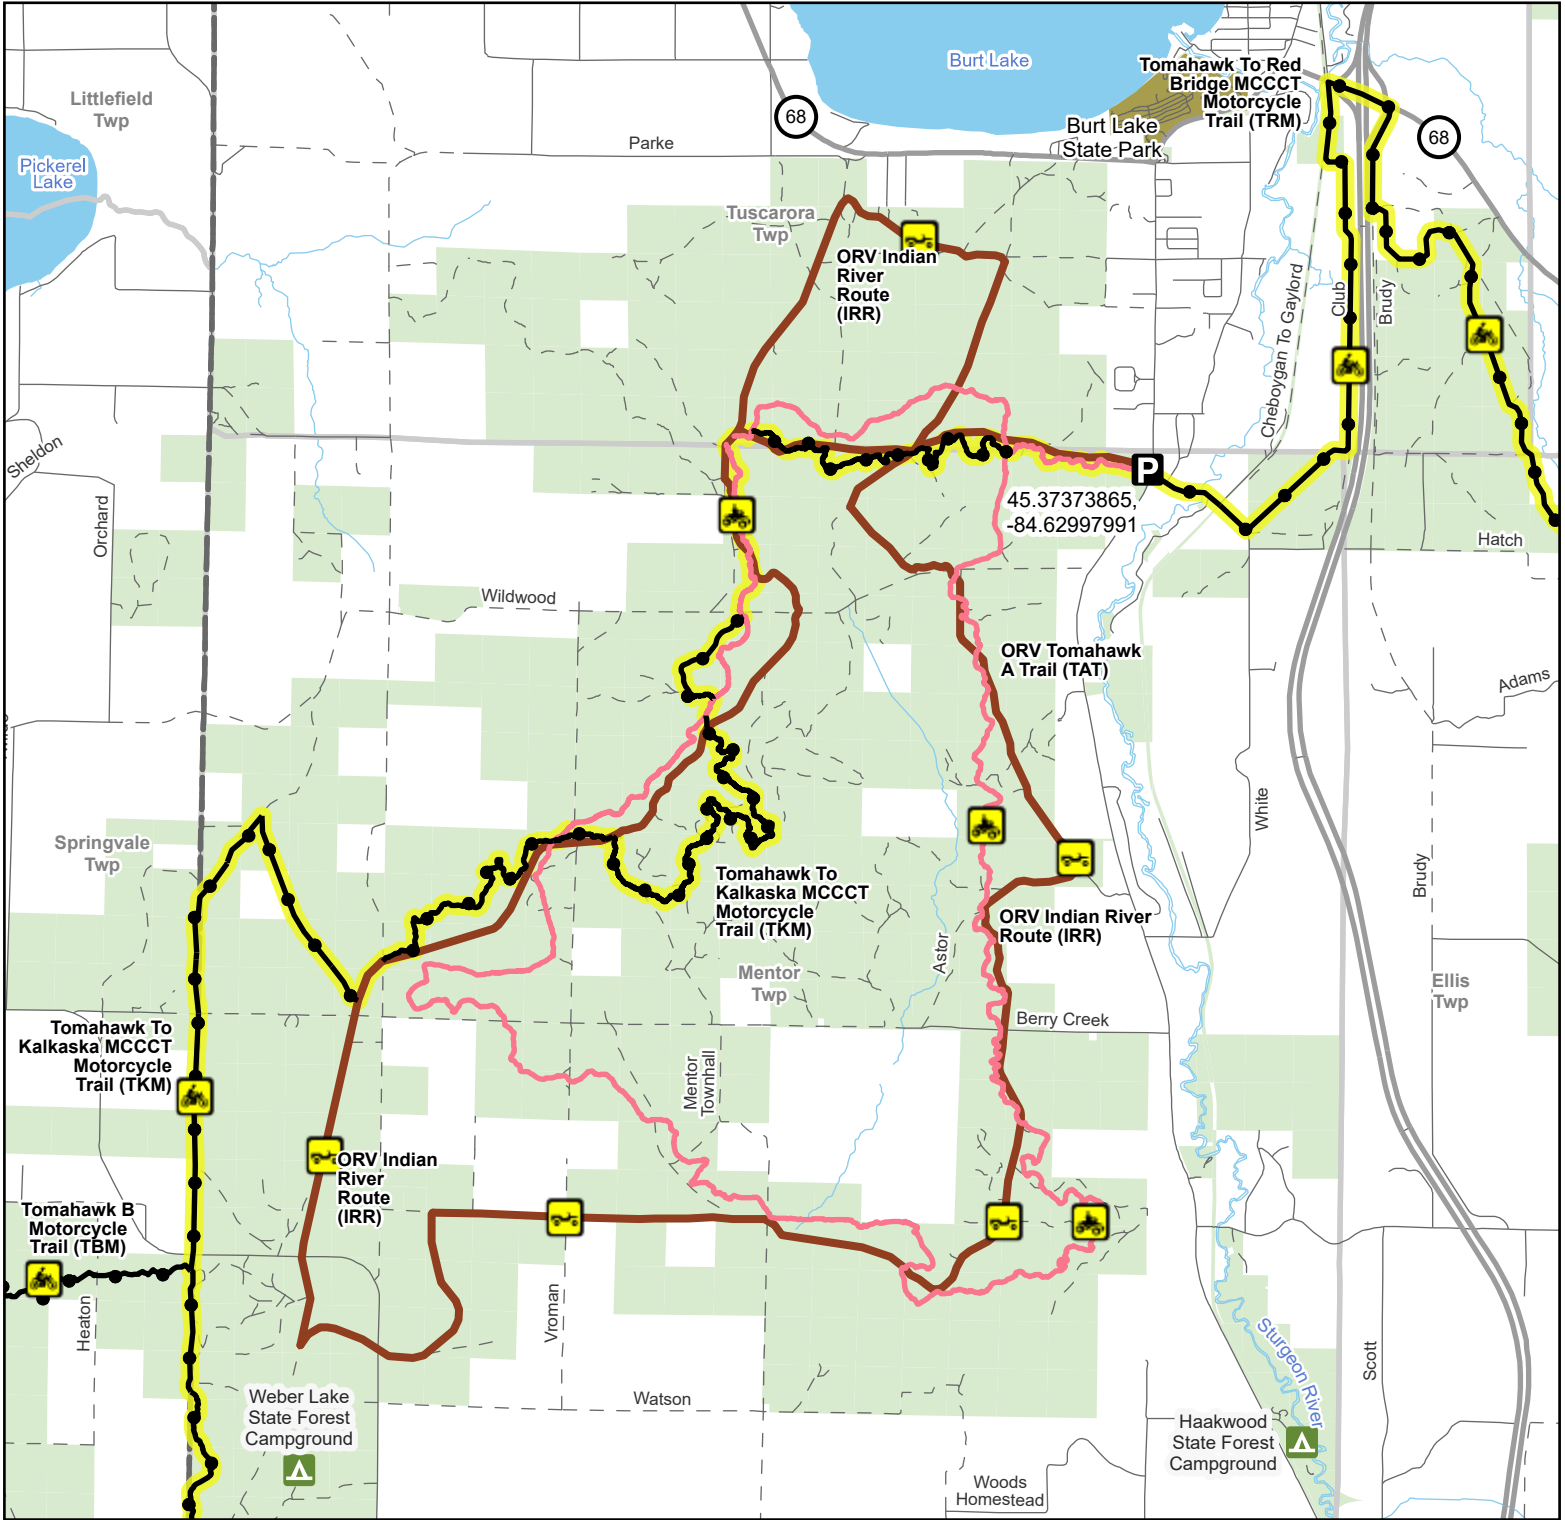 Burt Lake
Tomahawk To Red
Bridge MCCCT
Motorcycle
Trail (TRM)
Littlefield
Twp
68
68
Burt Lake
State Park
Parke
Pickerel
Lake
Tuscarora
Twp
ORV Indian
River
Route
(IRR)
Cheboygan To Gaylord
Club
Brudy
Sheldon
Orchard
P
45.37373865,
-84.62997991
Hatch
Wildwood
ORV Tomahawk
A Trail (TAT)
Adams
White
Springvale
Twp
Brudy
Tomahawk To
Kalkaska MCCCT
Motorcycle
Trail (TKM)
ORV Indian River
Route (IRR)
Astor
Mentor
Twp
Ellis
Twp
Berry Creek
Tomahawk To
Kalkaska MCCCT
Motorcycle
Trail (TKM)
Mentor
Townhall
ORV Indian
River
Route
(IRR)
Tomahawk B
Motorcycle
Trail (TBM)
Heaton
Vroman
Sturgeon River
Scott
Weber Lake
State Forest
Campground
Watson
Haakwood
State Forest
Campground
Woods
Homestead